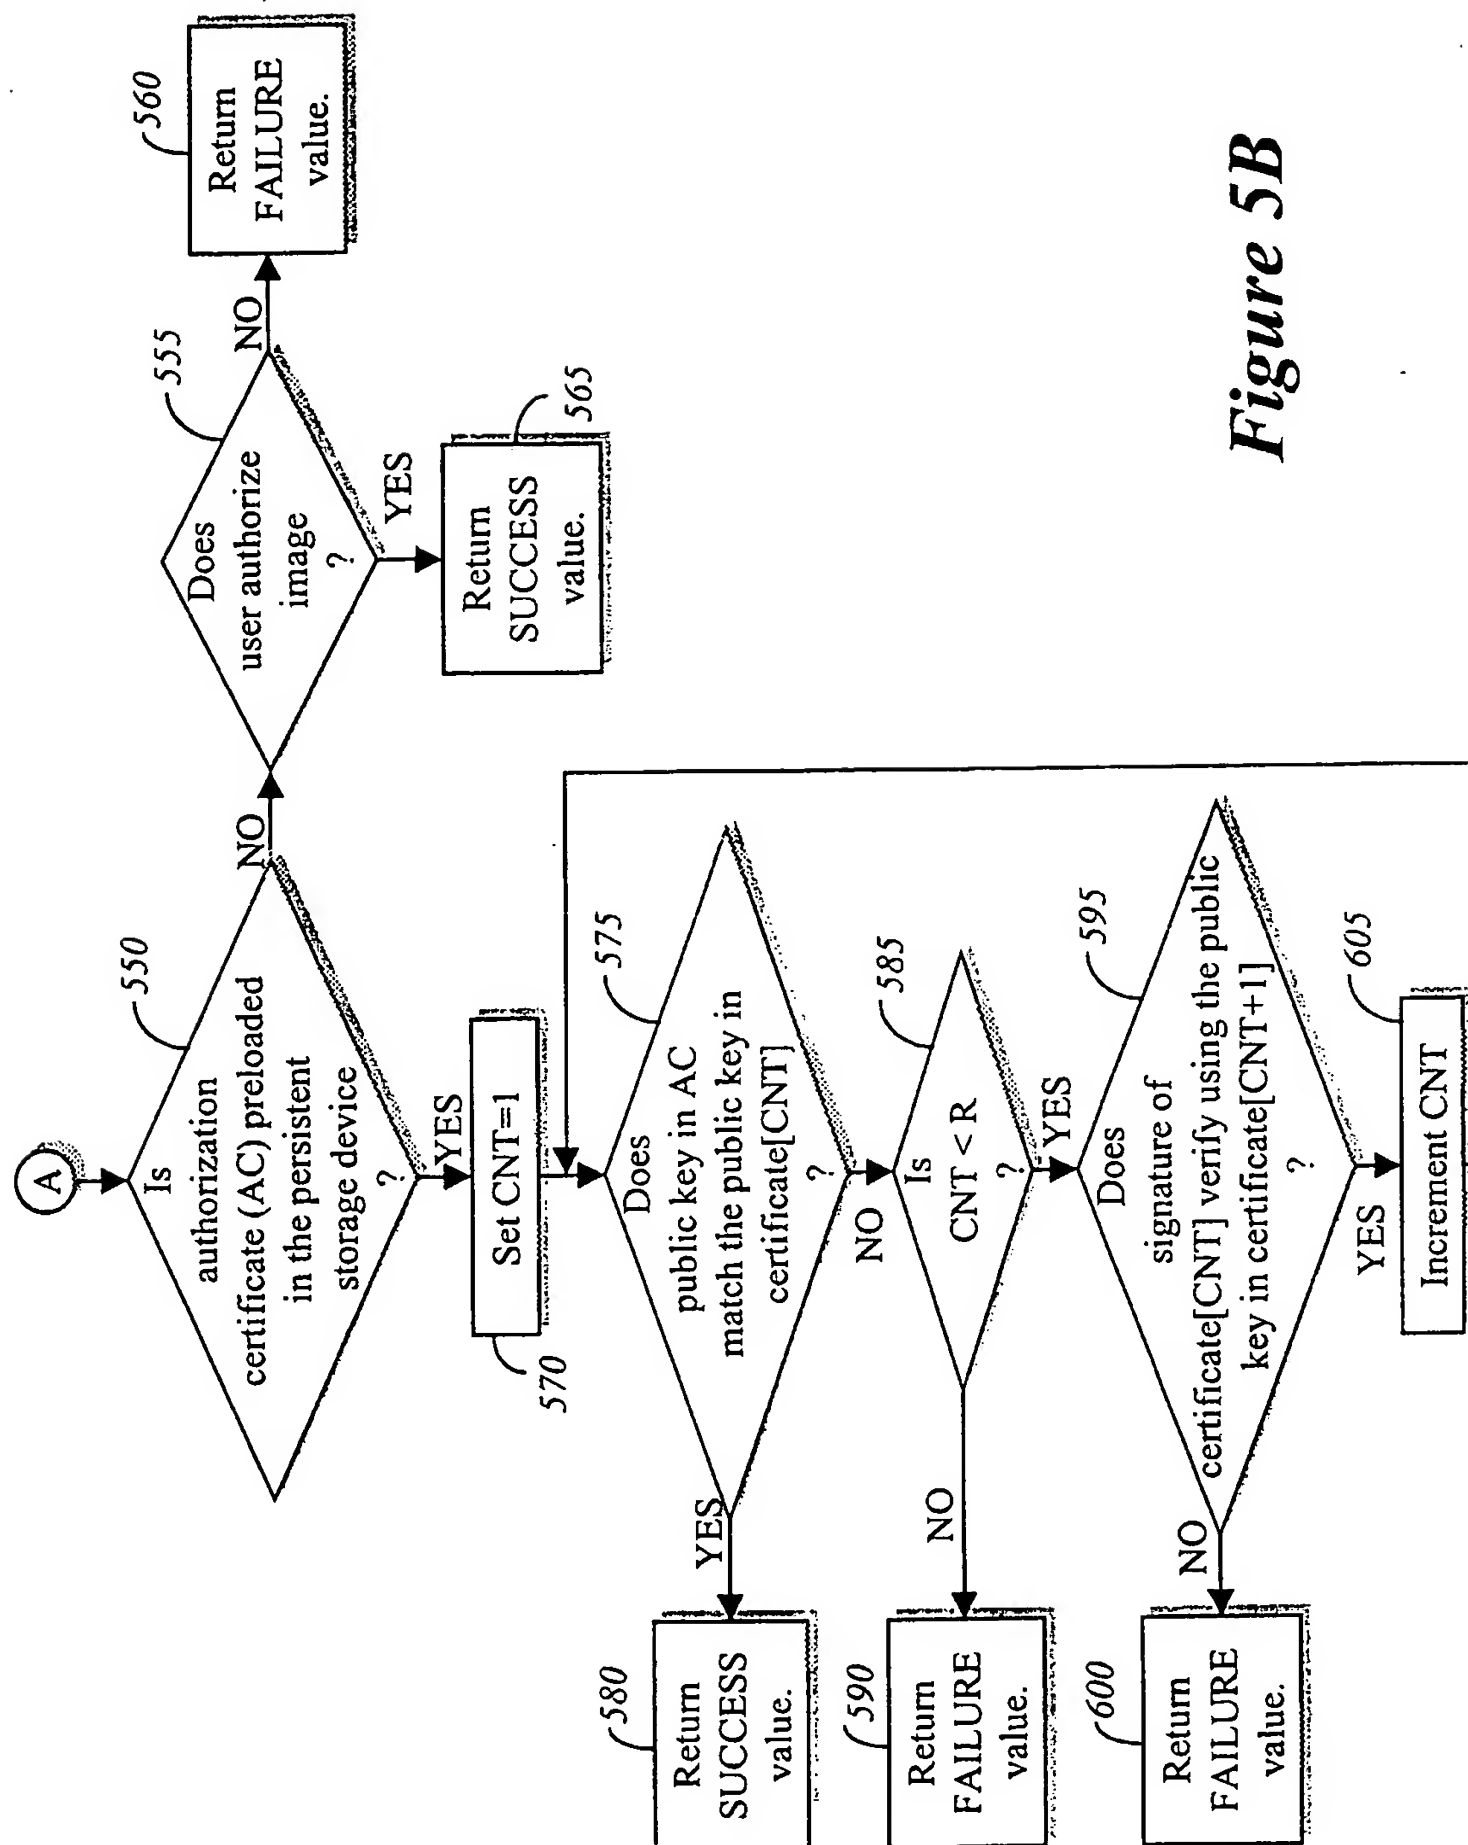 A
Is
authorization
certificate (AC) preloaded
in the persistent
storage device
?
550
NO
YES
Does
user authorize
image
?
555
NO
YES
Return
FAILURE
value.
560
Return
SUCCESS
value.
565
Set CNT=1
570
Does
public key in AC
match the public key in
certificate[CNT]
?
575
YES
NO
Return
SUCCESS
value.
580
Is
CNT < R
?
585
NO
YES
Return
FAILURE
value.
590
Does
signature of
certificate[CNT] verify using the public
key in certificate[CNT+1]
?
595
NO
YES
Return
FAILURE
value.
600
Increment CNT
605
Figure 5B